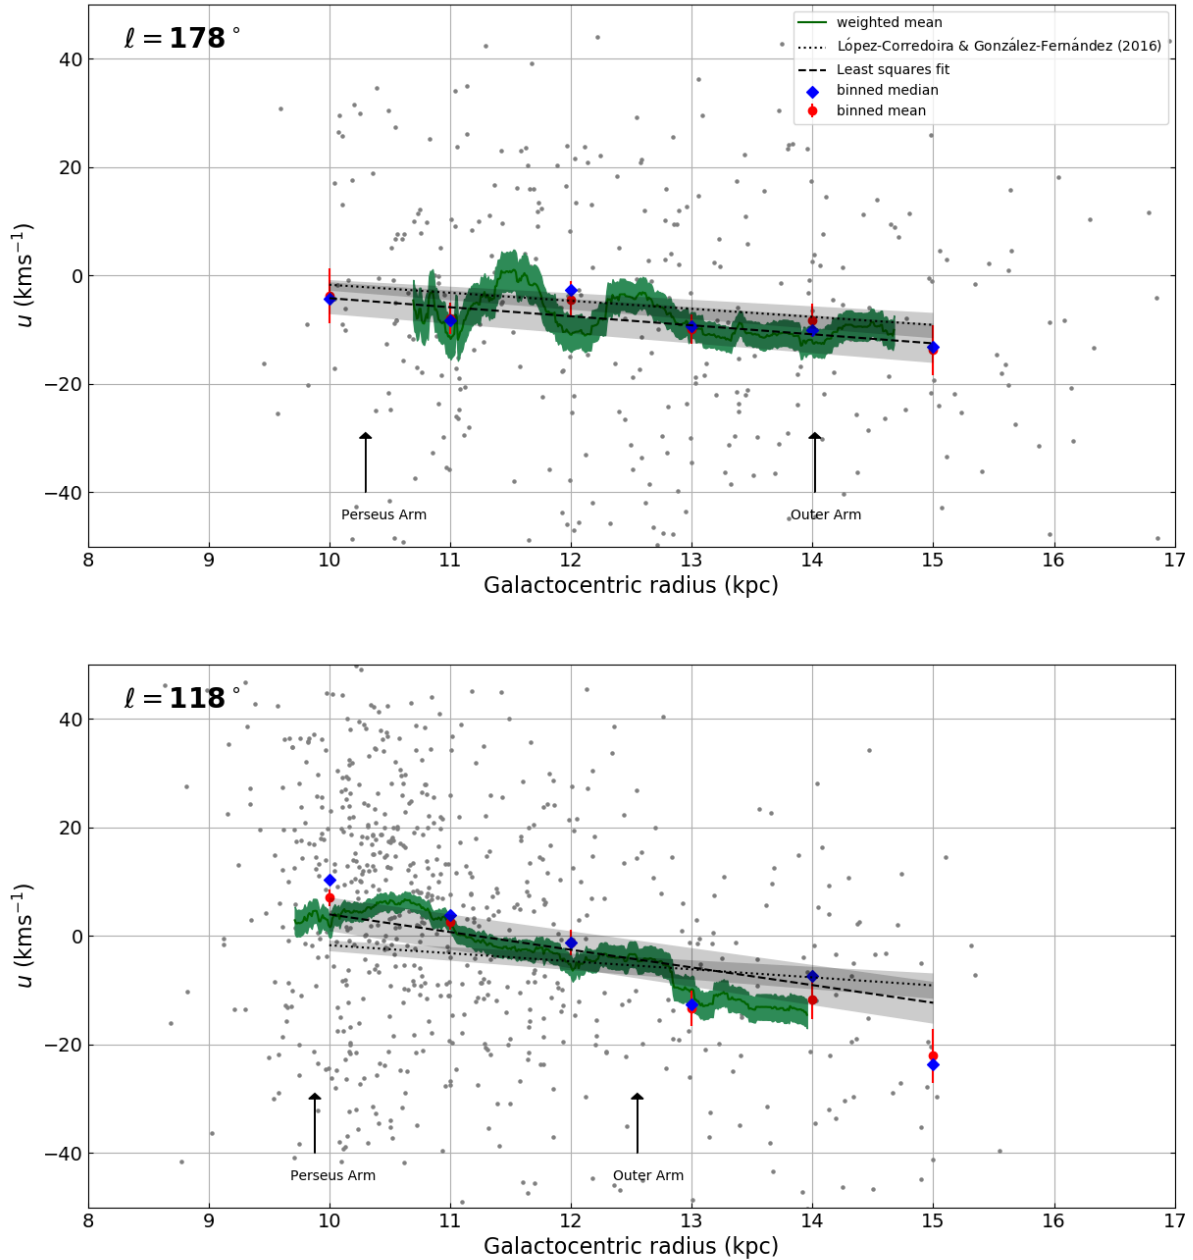 ℓ = 178°
weighted mean
López-Corredoira & González-Fernández (2016)
Least squares fit
binned median
binned mean
40
20
0
−20
−40
u (kms⁻¹)
Perseus Arm
Outer Arm
8 9 10 11 12 13 14 15 16 17
Galactocentric radius (kpc)
ℓ = 118°
40
20
0
−20
−40
u (kms⁻¹)
Perseus Arm
Outer Arm
8 9 10 11 12 13 14 15 16 17
Galactocentric radius (kpc)